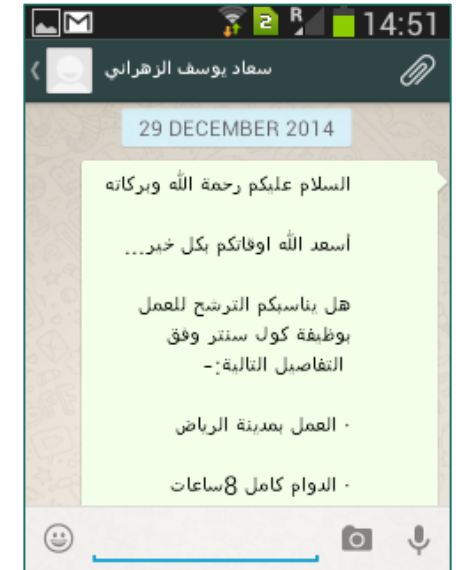 14:51
سعاد يوسف الزهراني
29 DECEMBER 2014
السلام عليكم رحمة الله وبركاته
أسعد الله اوقاتكم بكل خير...
هل يناسبكم الترشح للعمل
بوظيفة كول سنتر وفق
التفاصيل التالية:-
· العمل بمدينة الرياض
· الدوام كامل 8ساعات